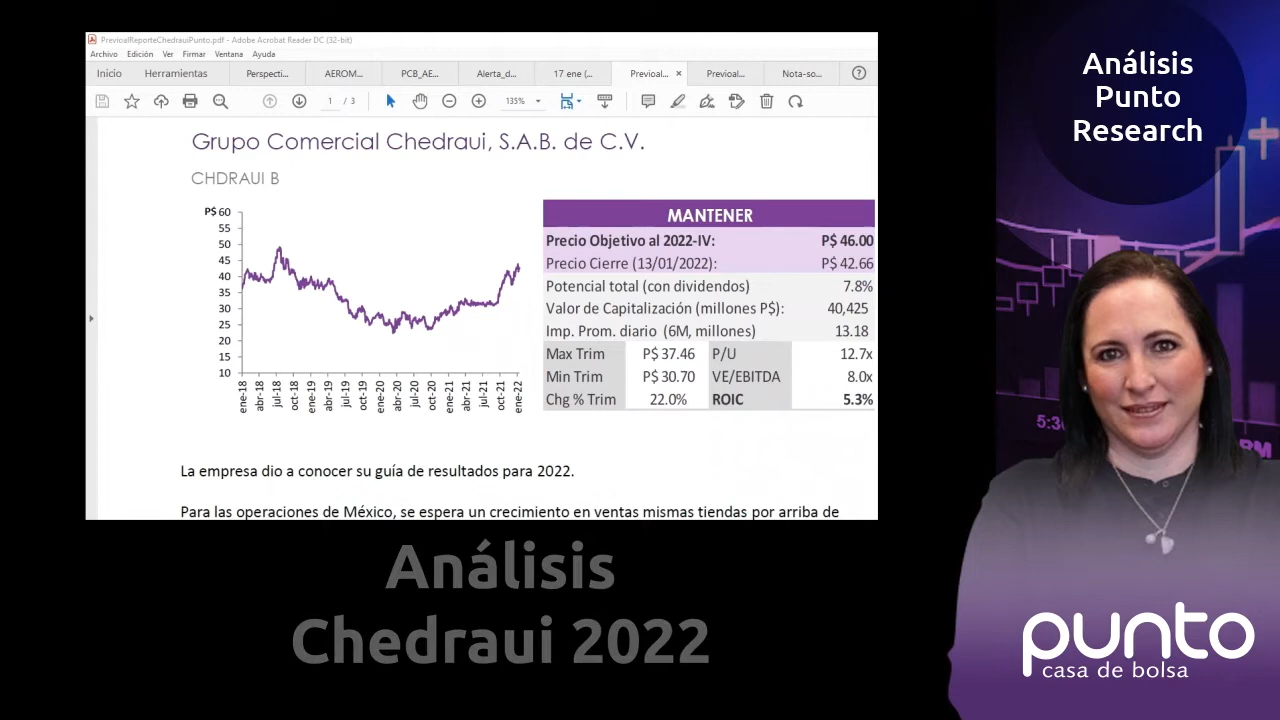 PrevioalReporteChedrauiPunto.pdf - Adobe Acrobat Reader DC (32-bit)
Archivo Edición Ver Firmar Ventana Ayuda
Inicio Herramientas Perspecti... AEROM... PCB_AE... Alerta_d... 17 ene (... Previoal... × Previoal... Nota-so...
1 / 3 135%
Grupo Comercial Chedraui, S.A.B. de C.V.
CHDRAUI B
P$ 60
55
50
45
40
35
30
25
20
15
10
ene-18 abr-18 jul-18 oct-18 ene-19 abr-19 jul-19 oct-19 ene-20 abr-20 jul-20 oct-20 ene-21 abr-21 jul-21 oct-21 ene-22
MANTENER
Precio Objetivo al 2022-IV: P$ 46.00
Precio Cierre (13/01/2022): P$ 42.66
Potencial total (con dividendos) 7.8%
Valor de Capitalización (millones P$): 40,425
Imp. Prom. diario (6M, millones) 13.18
Max Trim P$ 37.46 P/U 12.7x
Min Trim P$ 30.70 VE/EBITDA 8.0x
Chg % Trim 22.0% ROIC 5.3%
La empresa dio a conocer su guía de resultados para 2022.
Para las operaciones de México, se espera un crecimiento en ventas mismas tiendas por arriba de
Análisis
Chedraui 2022
Análisis
Punto
Research
punto
casa de bolsa